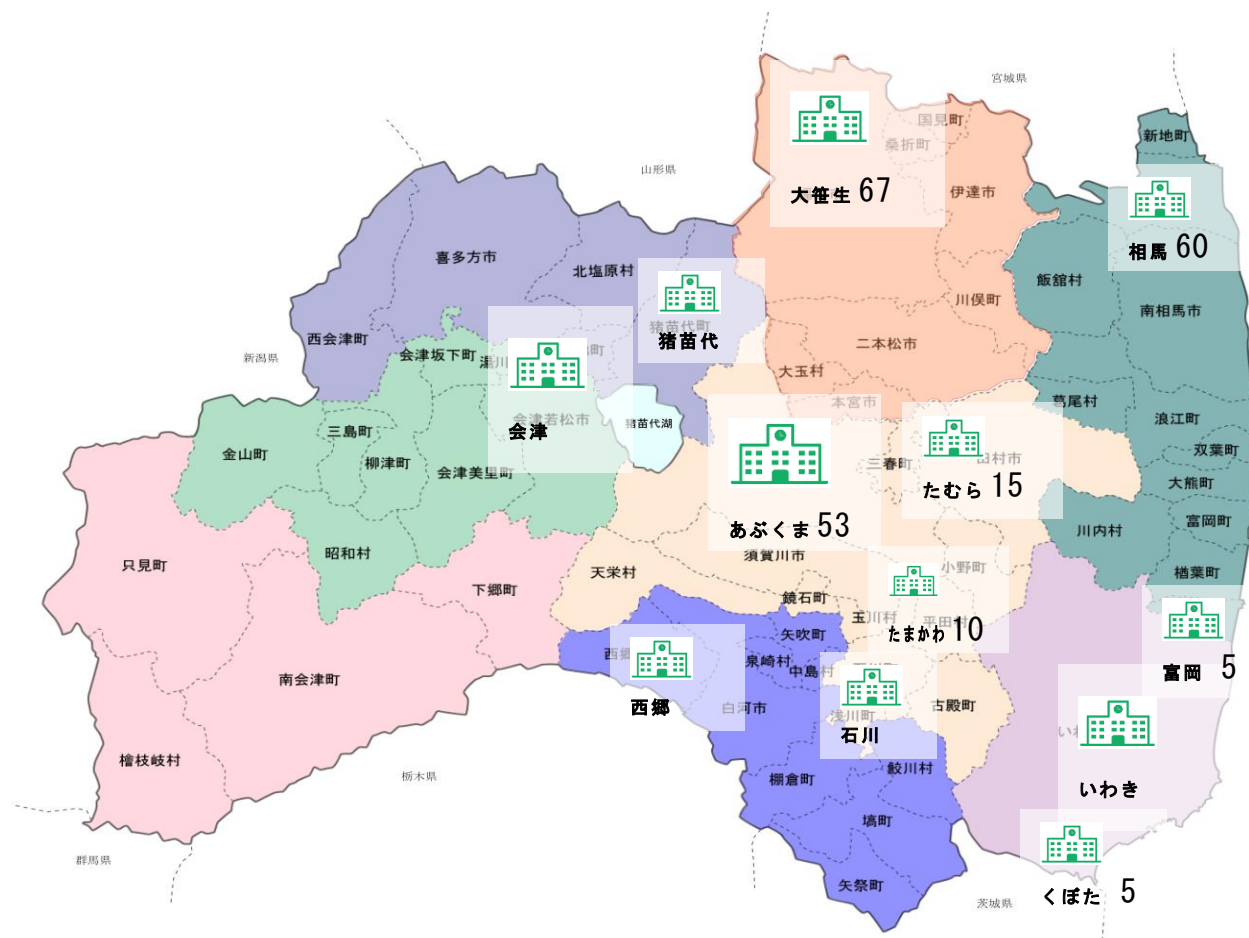 宮城県
国見町
桑折町
新地町
山形県
大笹生 67
伊達市
相馬 60
喜多方市
北塩原村
飯舘村
川俣町
南相馬市
猪苗代町
猪苗代
西会津町
会津坂下町
湯川
町
二本松市
新潟県
大玉村
本宮市
葛尾村
浪江町
会津若松市
会津
猪苗代湖
三島町
金山町
柳津町
会津美里町
三春町
田村市
たむら 15
双葉町
大熊町
あぶくま 53
富岡町
川内村
昭和村
須賀川市
只見町
天栄村
小野町
楢葉町
下郷町
鏡石町
玉川村
平田村
たまかわ 10
矢吹町
西郷
泉崎村
中島村
富岡 5
南会津町
西郷
白河市
古殿町
浅川町
石川
いわ
檜枝岐村
栃木県
棚倉町
鮫川村
いわき
塙町
群馬県
矢祭町
くぼた 5
茨城県